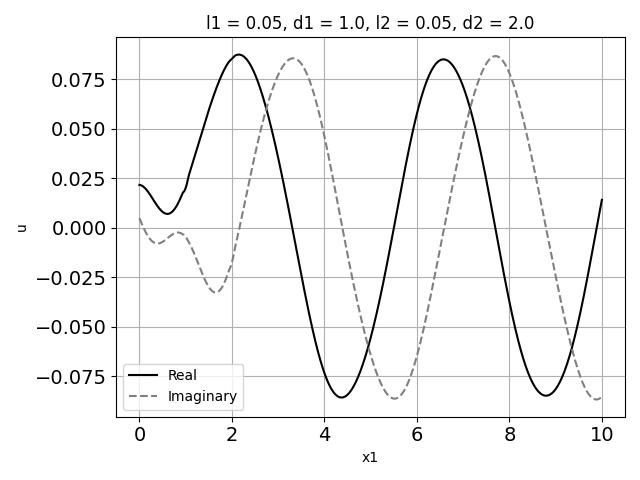 l1 = 0.05, d1 = 1.0, l2 = 0.05, d2 = 2.0
0.075
0.050
0.025
0.000
−0.025
−0.050
−0.075
u
Real
Imaginary
0 2 4 6 8 10
x1